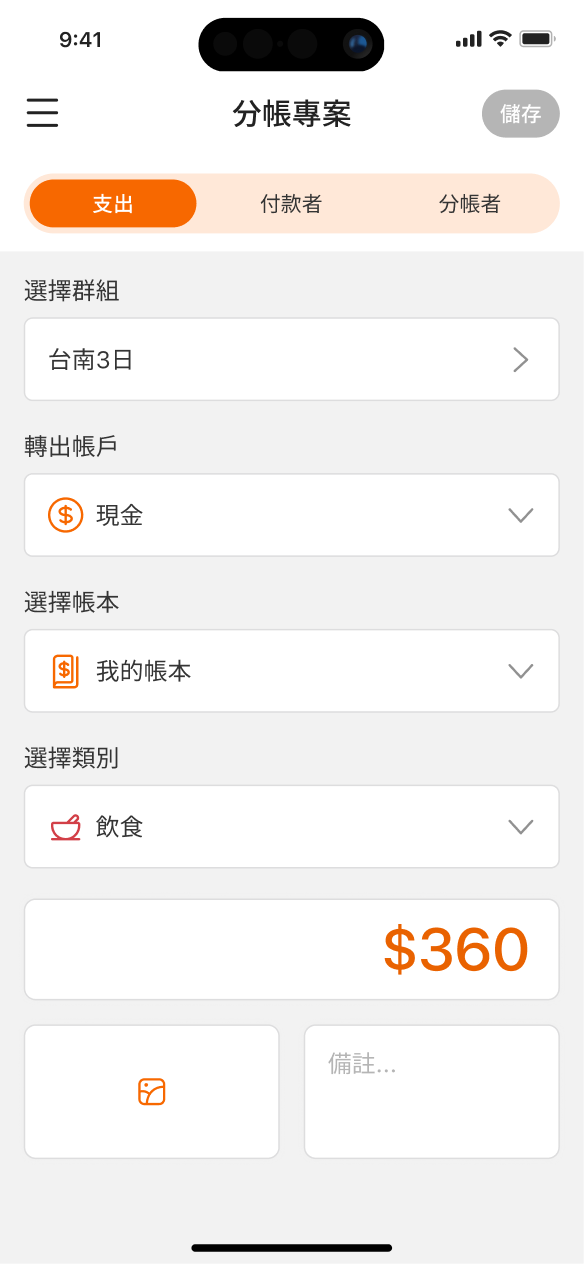 9:41
分帳專案
儲存
支出
付款者
分帳者
選擇群組
台南3日
轉出帳戶
現金
選擇帳本
我的帳本
選擇類別
飲食
$360
備註...